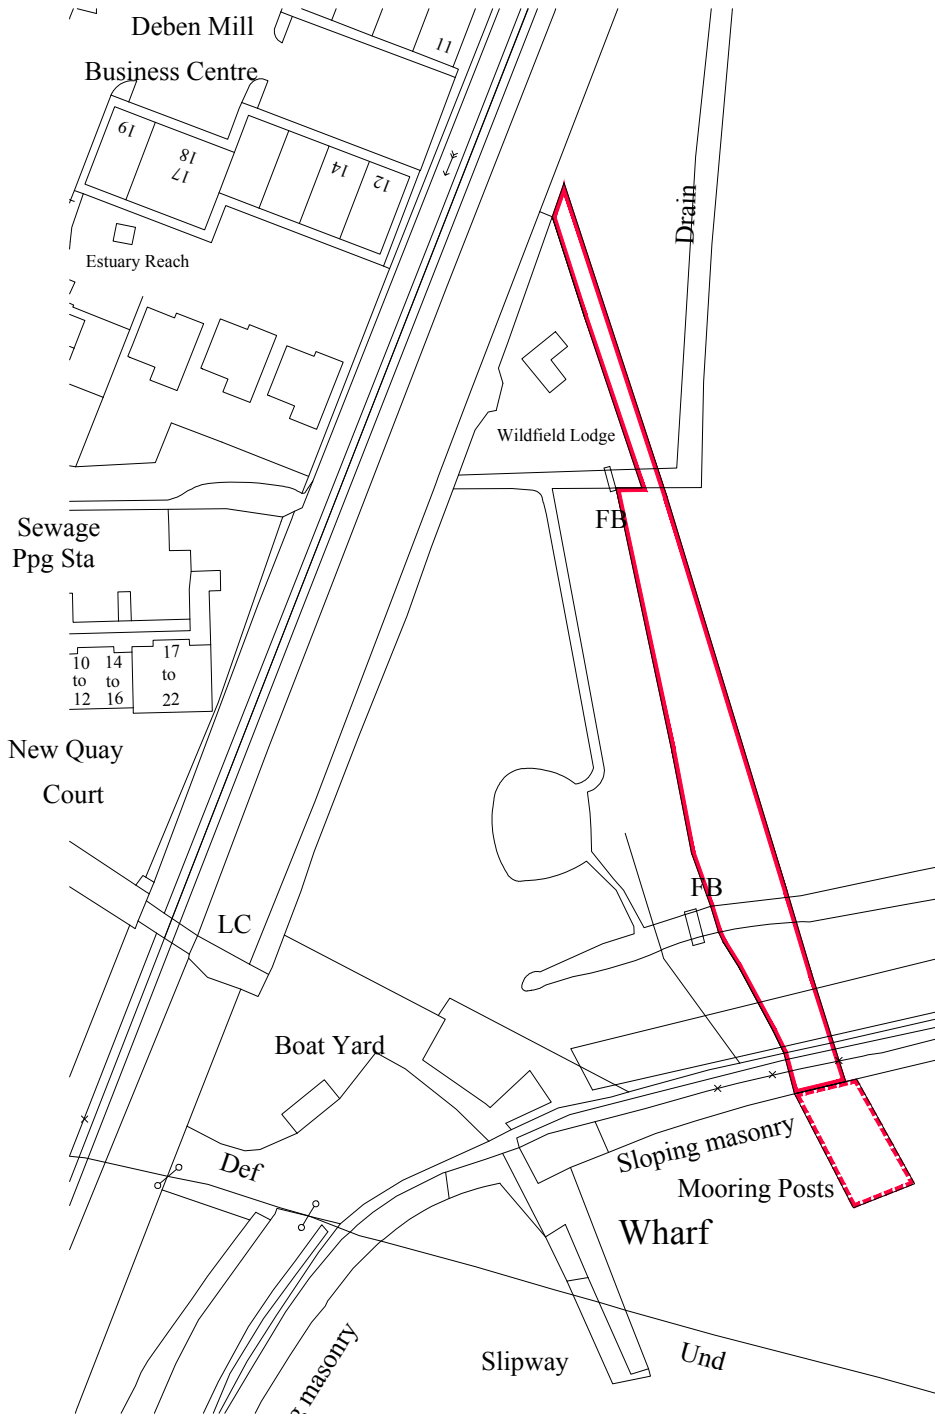 Deben Mill
Business Centre
11
19
18
17
14
12
Drain
Estuary Reach
Wildfield Lodge
FB
Sewage
Ppg Sta
10
to
12
14
to
16
17
to
22
New Quay
Court
FB
LC
Boat Yard
Def
Sloping masonry
Mooring Posts
Wharf
Slipway
Und
masonry